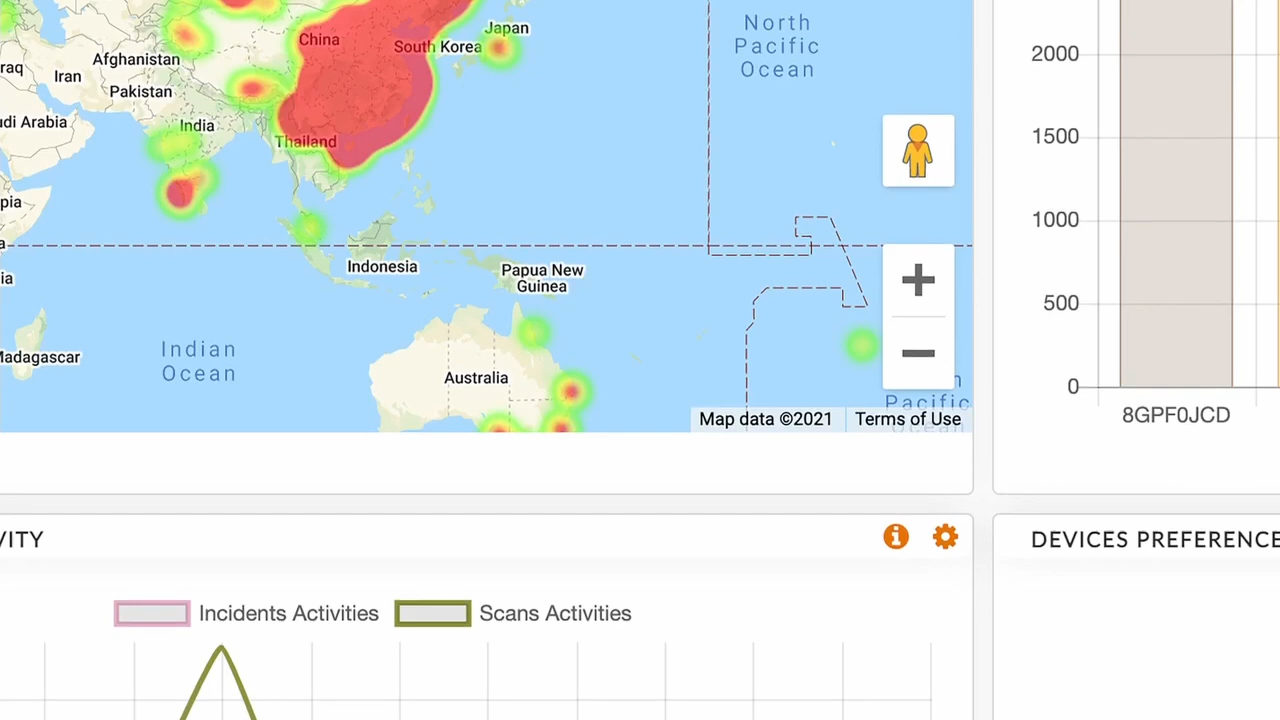 North
Pacific
Ocean
Japan
China
South Korea
Afghanistan
raq
Iran
Pakistan
di Arabia
India
Thailand
pia
a
Indonesia
ia
Papua New
Guinea
Indian
Ocean
Madagascar
Australia
n
Pacific
Ocean
Map data ©2021
Terms of Use
2000
1500
1000
500
0
8GPF0JCD
VITY
DEVICES PREFERENCE
Incidents Activities
Scans Activities